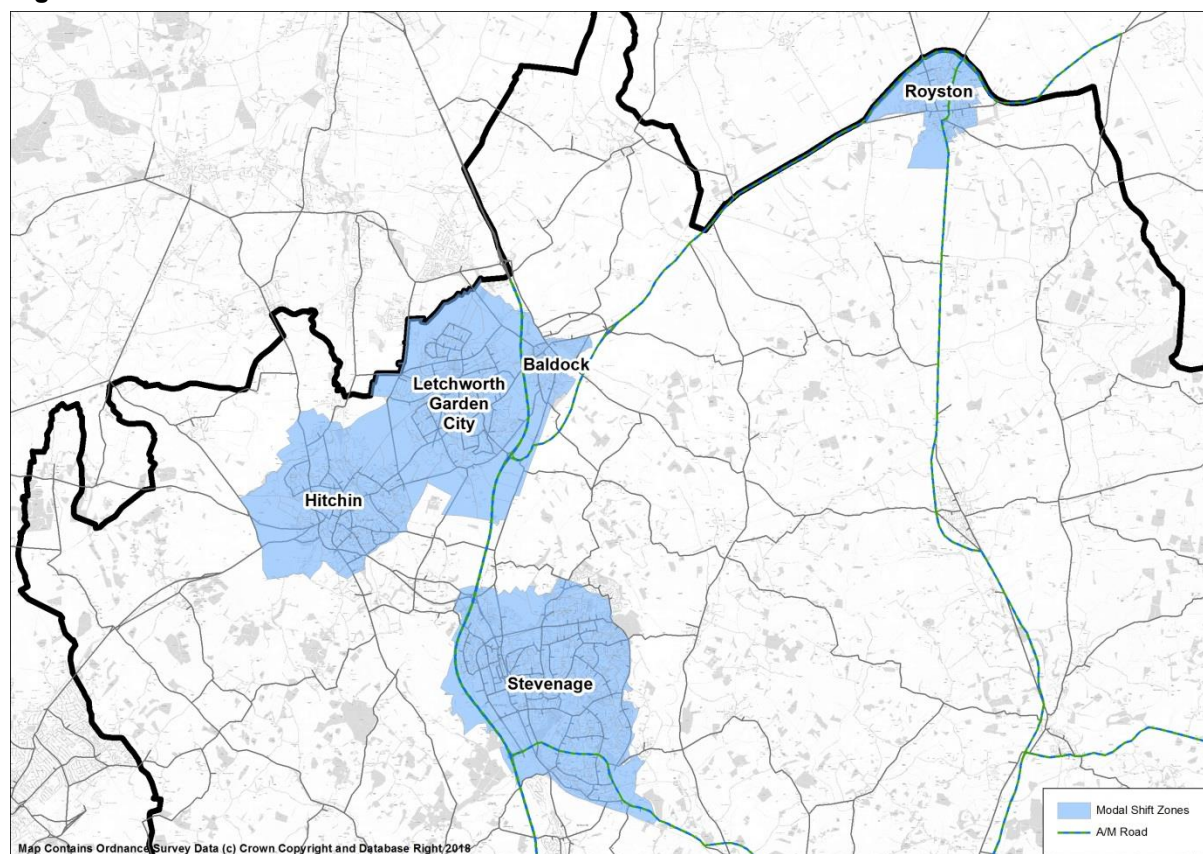 Royston
Baldock
Letchworth
Garden
City
Hitchin
Stevenage
Modal Shift Zones
A/M Road
Map Contains Ordnance Survey Data (c) Crown Copyright and Database Right 2018